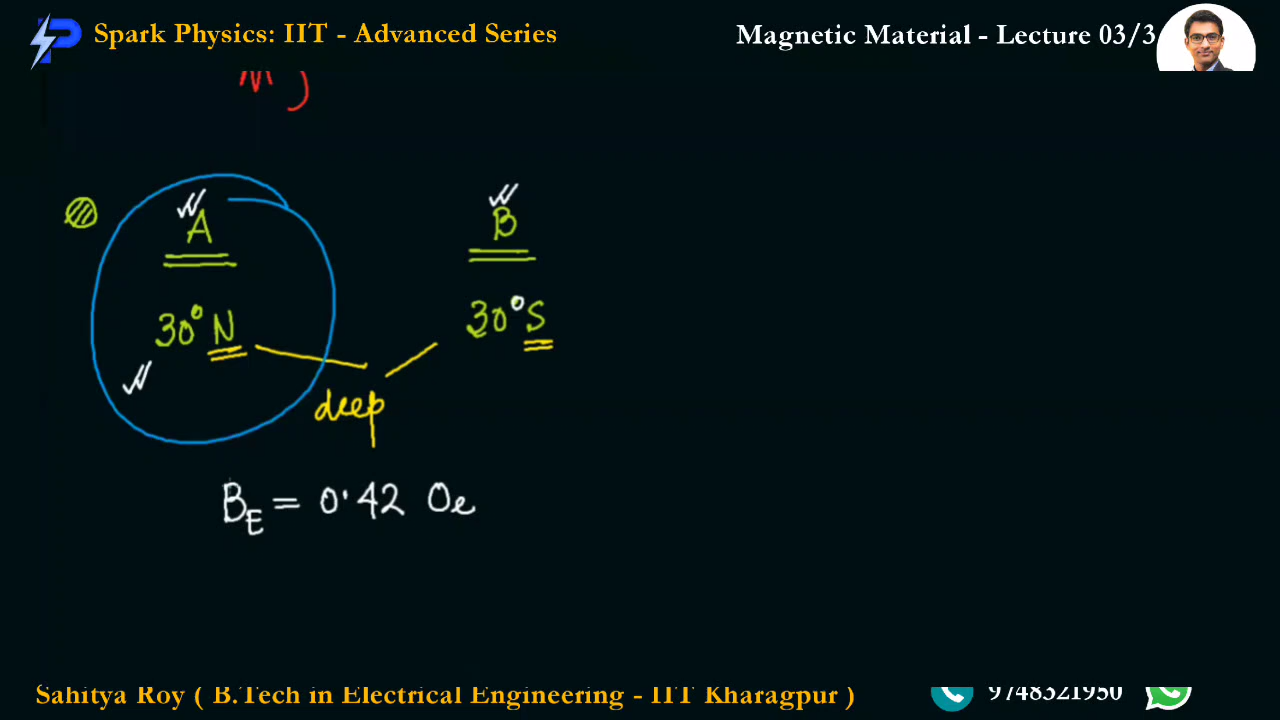 Spark Physics: IIT - Advanced Series
Magnetic Material - Lecture 03/3
A
B
30° N
30° S
deep
B_E = 0.42 Oe
Sahitya Roy ( B.Tech in Electrical Engineering - IIT Kharagpur )
9748321950